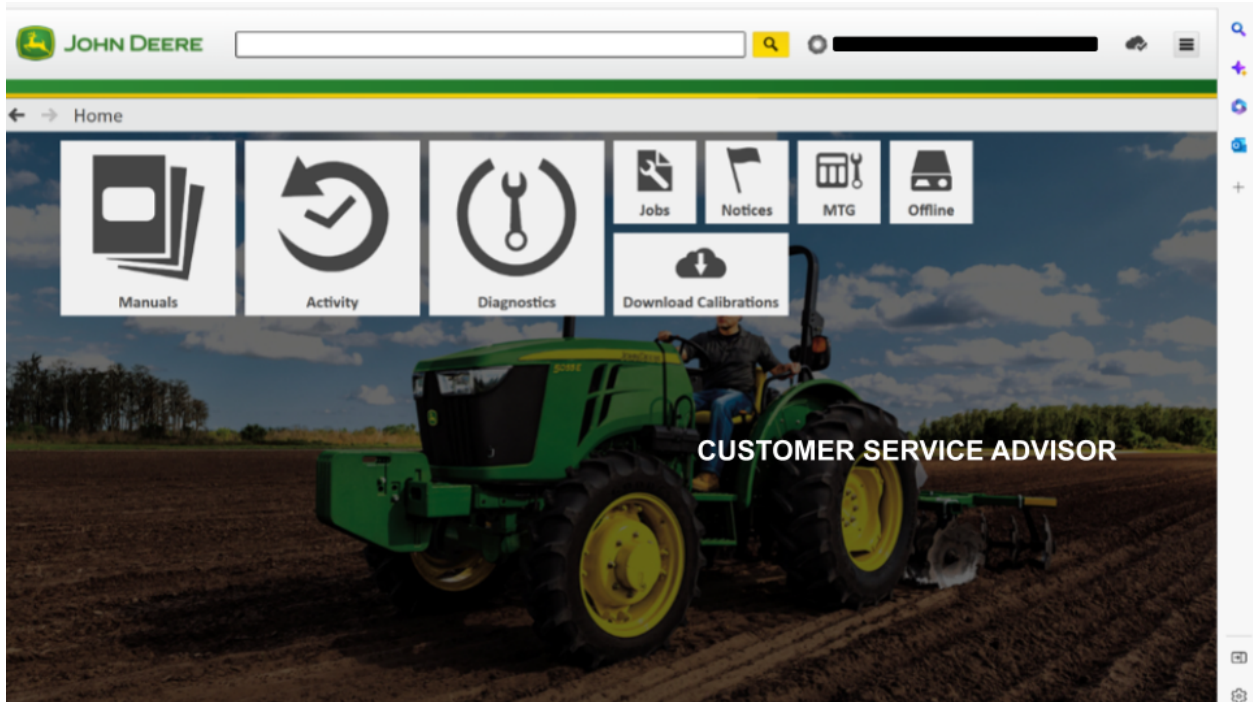 JOHN DEERE
Home
Manuals
Activity
Diagnostics
Jobs
Notices
MTG
Offline
Download Calibrations
CUSTOMER SERVICE ADVISOR